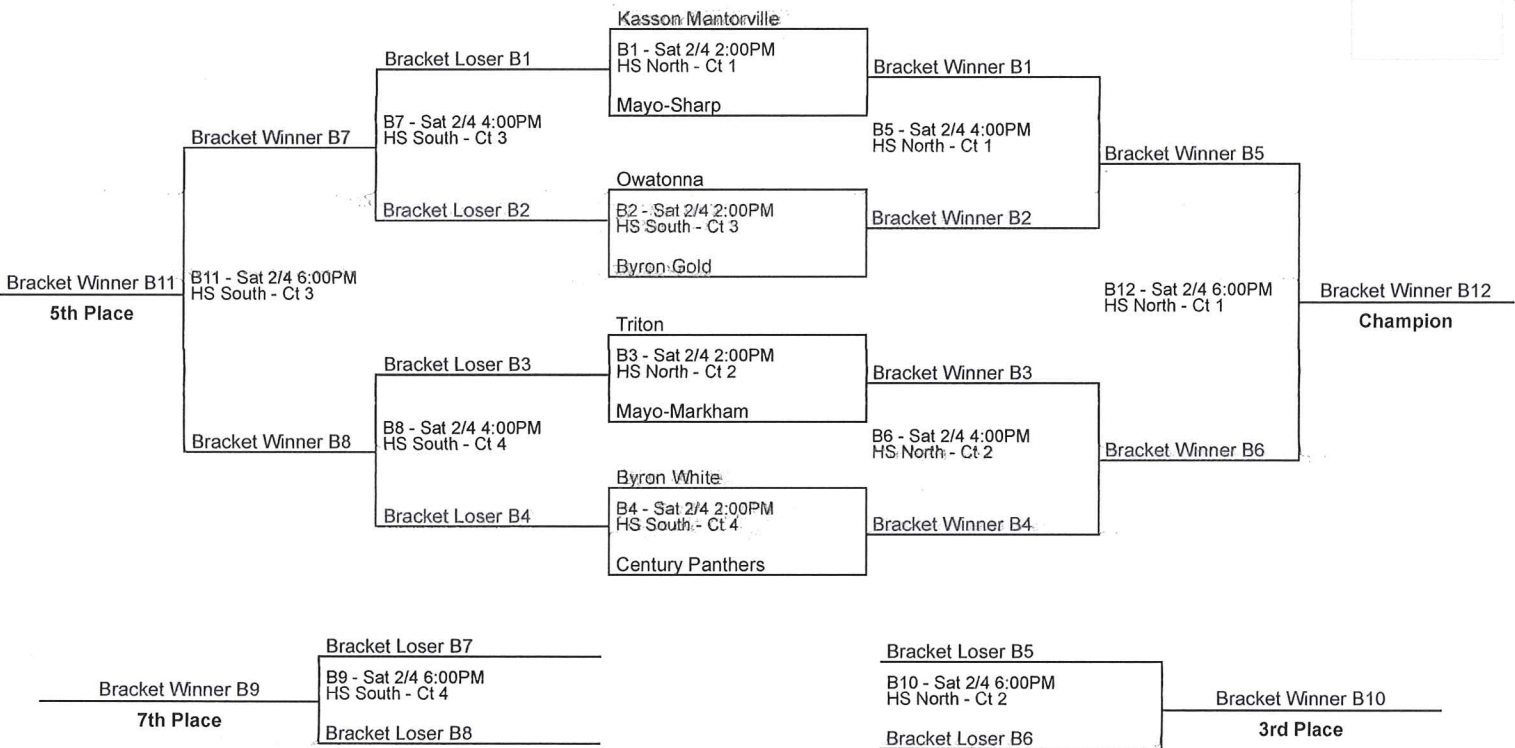 Kasson Mantorville
Bracket Loser B1
B1 - Sat 2/4 2:00PM
HS North - Ct 1
Bracket Winner B1
Mayo-Sharp
B7 - Sat 2/4 4:00PM
HS South - Ct 3
Bracket Winner B7
B5 - Sat 2/4 4:00PM
HS North - Ct 1
Bracket Winner B5
Owatonna
Bracket Loser B2
B2 - Sat 2/4 2:00PM
HS South - Ct 3
Bracket Winner B2
Byron Gold
Bracket Winner B11
5th Place
B11 - Sat 2/4 6:00PM
HS South - Ct 3
B12 - Sat 2/4 6:00PM
HS North - Ct 1
Bracket Winner B12
Champion
Triton
Bracket Loser B3
B3 - Sat 2/4 2:00PM
HS North - Ct 2
Bracket Winner B3
Mayo-Markham
Bracket Winner B8
B8 - Sat 2/4 4:00PM
HS South - Ct 4
B6 - Sat 2/4 4:00PM
HS North - Ct 2
Bracket Winner B6
Byron White
Bracket Loser B4
B4 - Sat 2/4 2:00PM
HS South - Ct 4
Bracket Winner B4
Century Panthers
Bracket Loser B7
B9 - Sat 2/4 6:00PM
HS South - Ct 4
Bracket Winner B9
7th Place
Bracket Loser B8
Bracket Loser B5
B10 - Sat 2/4 6:00PM
HS North - Ct 2
Bracket Winner B10
3rd Place
Bracket Loser B6